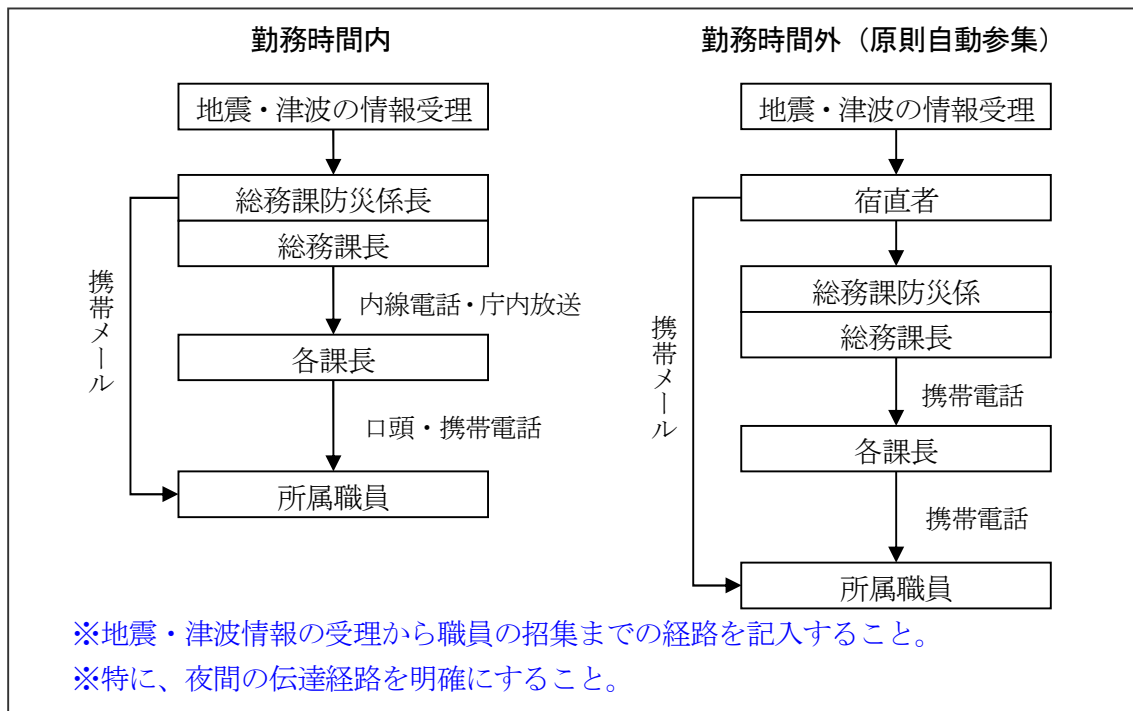 勤務時間内
地震・津波の情報受理
総務課防災係長
総務課長
携帯メール
内線電話・庁内放送
各課長
口頭・携帯電話
所属職員
勤務時間外（原則自動参集）
地震・津波の情報受理
宿直者
総務課防災係
総務課長
携帯メール
携帯電話
各課長
携帯電話
所属職員
※地震・津波情報の受理から職員の招集までの経路を記入すること。
※特に、夜間の伝達経路を明確にすること。